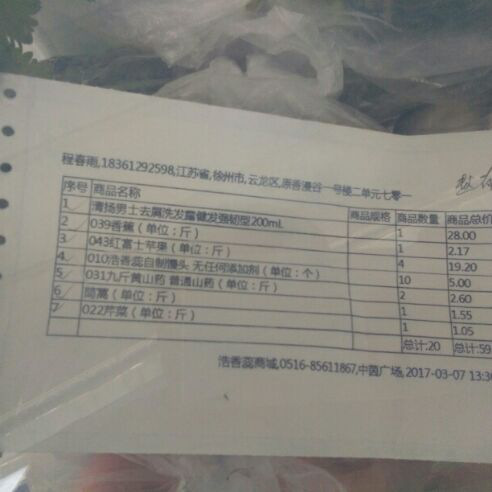 程春雨,18361292598,江苏省,徐州市,云龙区,原香漫谷一号楼二单元七零一
序号 商品名称 商品规格 商品数量 商品总价
1 清扬男士去屑洗发露健发强韧型200mL 1 28.00
2 039香蕉（单位：斤） 1 2.17
3 043红富士苹果（单位：斤） 4 19.20
4 010浩香蕊自制馒头 无任何添加剂（单位：个） 10 5.00
5 031九斤黄山药 普通山药（单位：斤） 2 2.60
6 茼蒿（单位：斤） 1 1.55
7 022芹菜（单位：斤） 1 1.05
总计:20 总计:59
浩香蕊商城,0516-85611867,中茵广场,2017-03-07 13:3